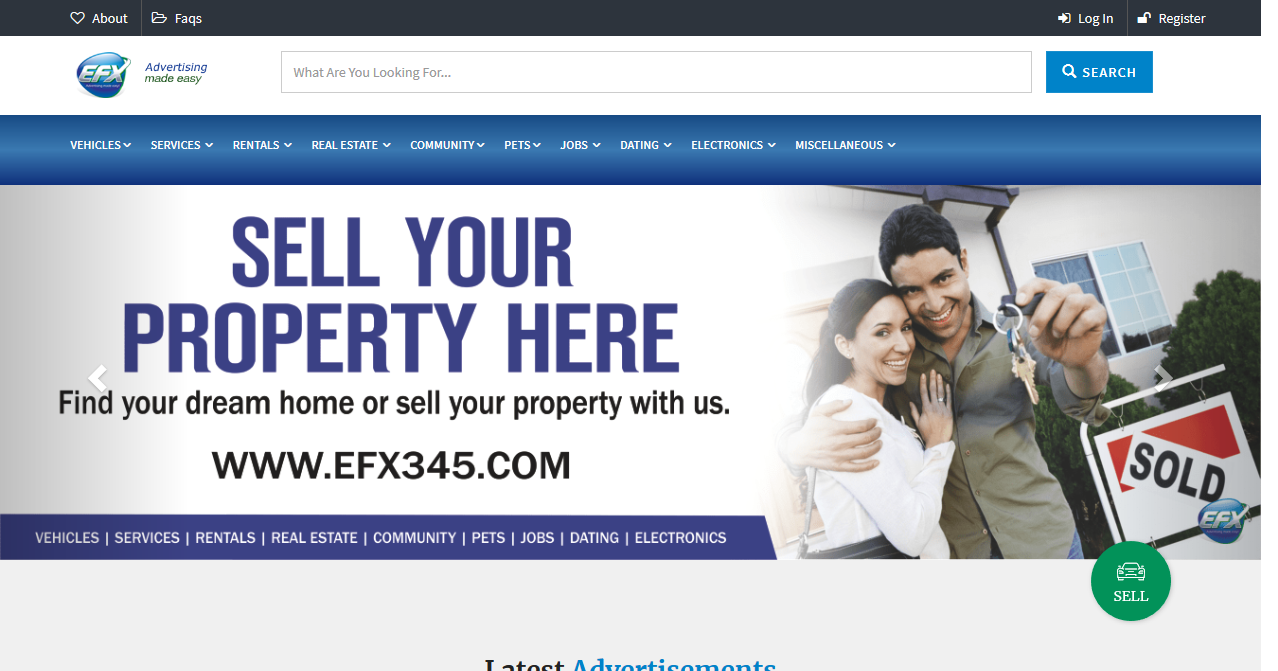 About
Faqs
Log In
Register
EFX
Advertising
made easy
What Are You Looking For...
SEARCH
VEHICLES
SERVICES
RENTALS
REAL ESTATE
COMMUNITY
PETS
JOBS
DATING
ELECTRONICS
MISCELLANEOUS
SELL YOUR
PROPERTY HERE
Find your dream home or sell your property with us.
WWW.EFX345.COM
SOLD
EFX
VEHICLES | SERVICES | RENTALS | REAL ESTATE | COMMUNITY | PETS | JOBS | DATING | ELECTRONICS
SELL
Latest Advertisements